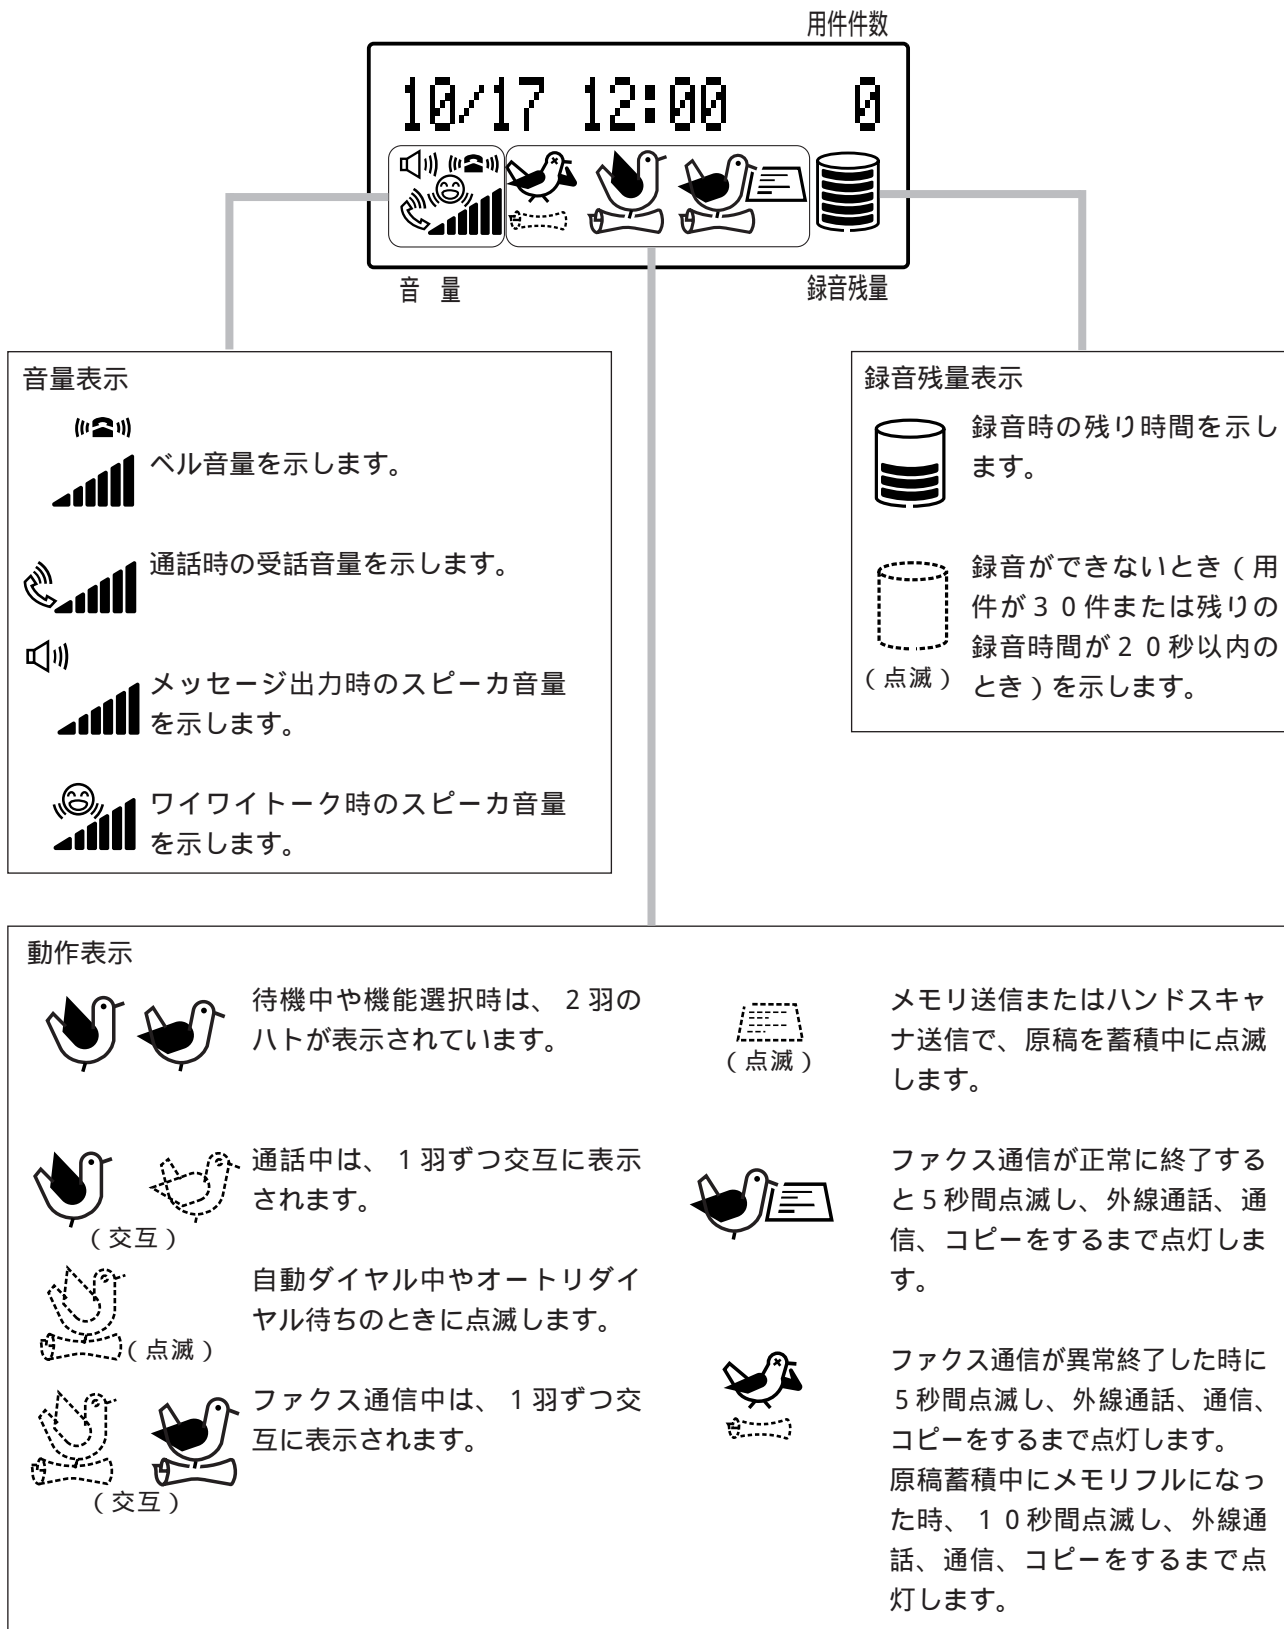 用件件数
10/17 12:00 0
音 量
録音残量
音量表示
ベル音量を示します。
通話時の受話音量を示します。
メッセージ出力時のスピーカ音量
を示します。
ワイワイトーク時のスピーカ音量
を示します。
録音残量表示
録音時の残り時間を示し
ます。
録音ができないとき（用
件が３０件または残りの
録音時間が２０秒以内の
とき）を示します。
（点滅）
動作表示
待機中や機能選択時は、２羽の
ハトが表示されています。
通話中は、１羽ずつ交互に表示
されます。
（交互）
自動ダイヤル中やオートリダイ
ヤル待ちのときに点滅します。
（点滅）
ファクス通信中は、１羽ずつ交
互に表示されます。
（交互）
メモリ送信またはハンドスキャ
ナ送信で、原稿を蓄積中に点滅
します。
（点滅）
ファクス通信が正常に終了する
と５秒間点滅し、外線通話、通
信、コピーをするまで点灯しま
す。
ファクス通信が異常終了した時に
５秒間点滅し、外線通話、通信、
コピーをするまで点灯します。
原稿蓄積中にメモリフルになっ
た時、１０秒間点滅し、外線通
話、通信、コピーをするまで点
灯します。